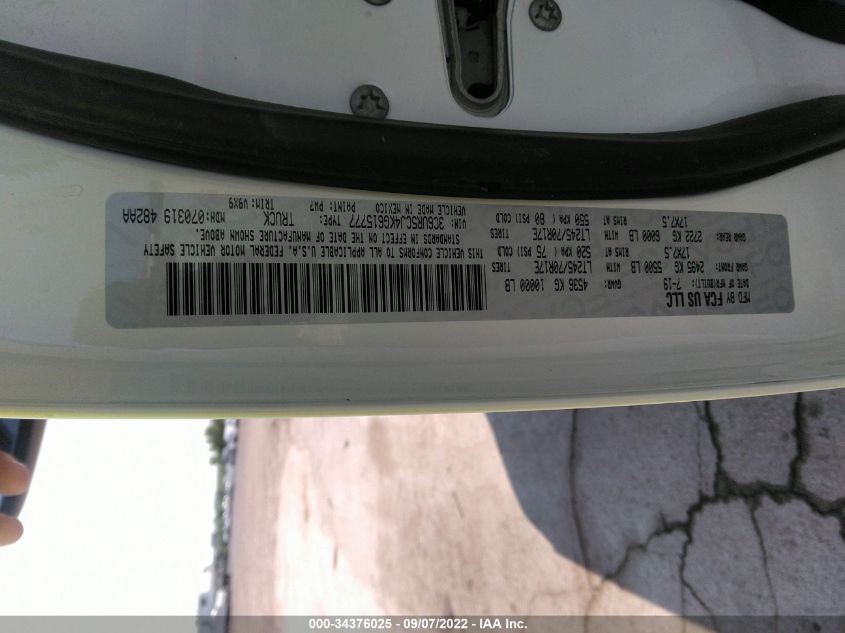 MFD BY FCA US LLC
DATE OF MFR(BUILT): 7-19 GVWR: 4536 KG 10000 LB
GAWR FRONT: 2495 KG 5500 LB WITH LT245/70R17E TIRES
17X7.5 RIMS AT 520 KPA ( 75 PSI) COLD
GAWR REAR: 2722 KG 6000 LB WITH LT245/70R17E TIRES
17X7.5 RIMS AT 550 KPA ( 80 PSI) COLD
THIS VEHICLE CONFORMS TO ALL APPLICABLE U.S.A. FEDERAL MOTOR VEHICLE SAFETY
STANDARDS IN EFFECT ON THE DATE OF MANUFACTURE SHOWN ABOVE.
VIN: 3C6UR5CJ4KG615777 TYPE: TRUCK MDH:070319 482AA
VEHICLE MADE IN MEXICO PAINT: PW7 TRIM: V9X9
000-34376025 - 09/07/2022 - IAA Inc.